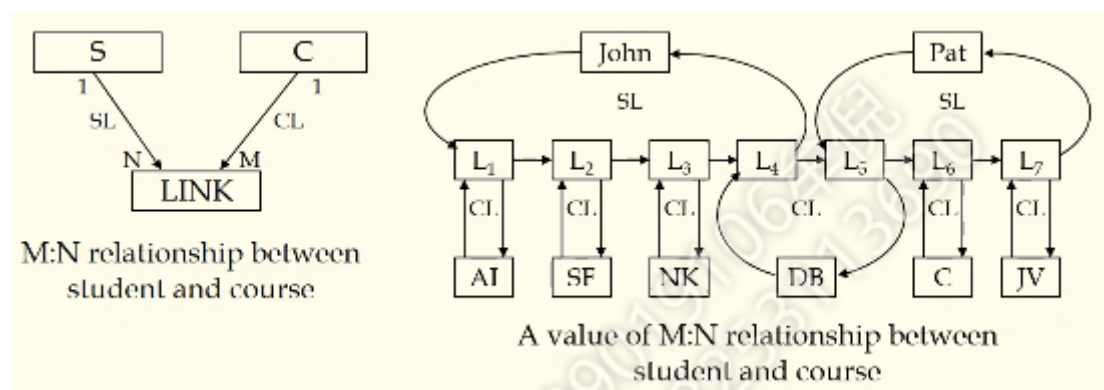 S
C
1
1
SL
CL
N
M
LINK
M:N relationship between
student and course
John
Pat
SL
SL
L1
L2
L3
L4
L5
L6
L7
CL
CL
CL
CL
CL
CL
AI
SF
NK
DB
C
JV
A value of M:N relationship between
student and course